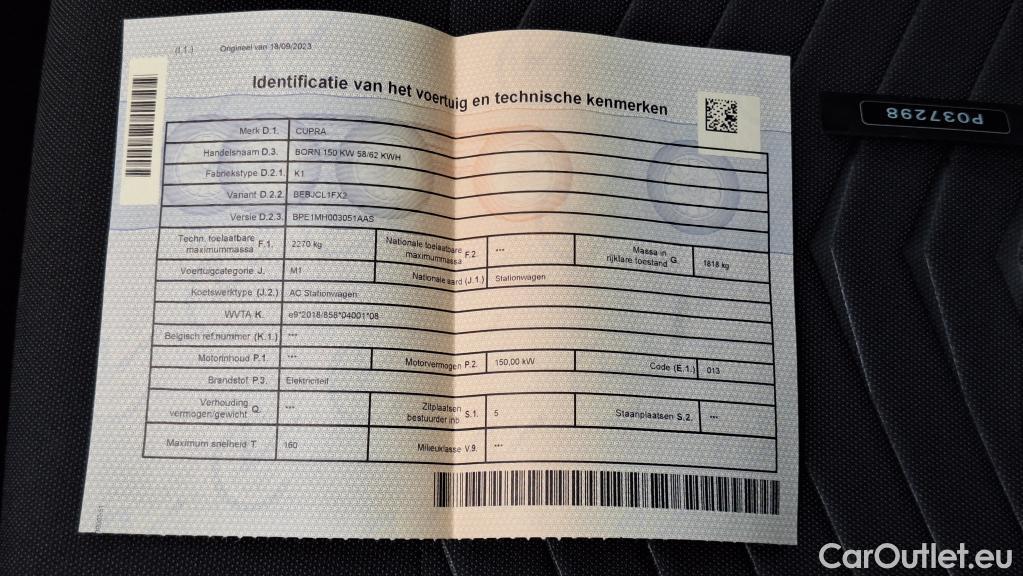 (I.1.) Origineel van 18/09/2023
Identificatie van het voertuig en technische kenmerken
P037298
Merk D.1. CUPRA
Handelsnaam D.3. BORN 150 KW 58/62 KWH
Fabriekstype D.2.1. K1
Variant D.2.2. BEBJCL1FX2
Versie D.2.3. BPE1MH003051AAS
Techn. toelaatbare maximummassa F.1. 2270 kg Nationale toelaatbare maximummassa F.2. *** Massa in rijklare toestand G. 1818 kg
Voertuigcategorie J. M1 Nationale aard (J.1.) Stationwagen
Koetswerktype (J.2.) AC Stationwagen
WVTA K. e9*2018/858*04001*08
Belgisch ref.nummer (K.1.) ***
Motorinhoud P.1. *** Motorvermogen P.2. 150,00 kW Code (E.1.) 013
Brandstof P.3. Elektriciteit
Verhouding vermogen/gewicht Q. *** Zitplaatsen bestuurder inb S.1. 5 Staanplaatsen S.2. ***
Maximum snelheid T. 160 Milieuklasse V.9. ***
CarOutlet.eu